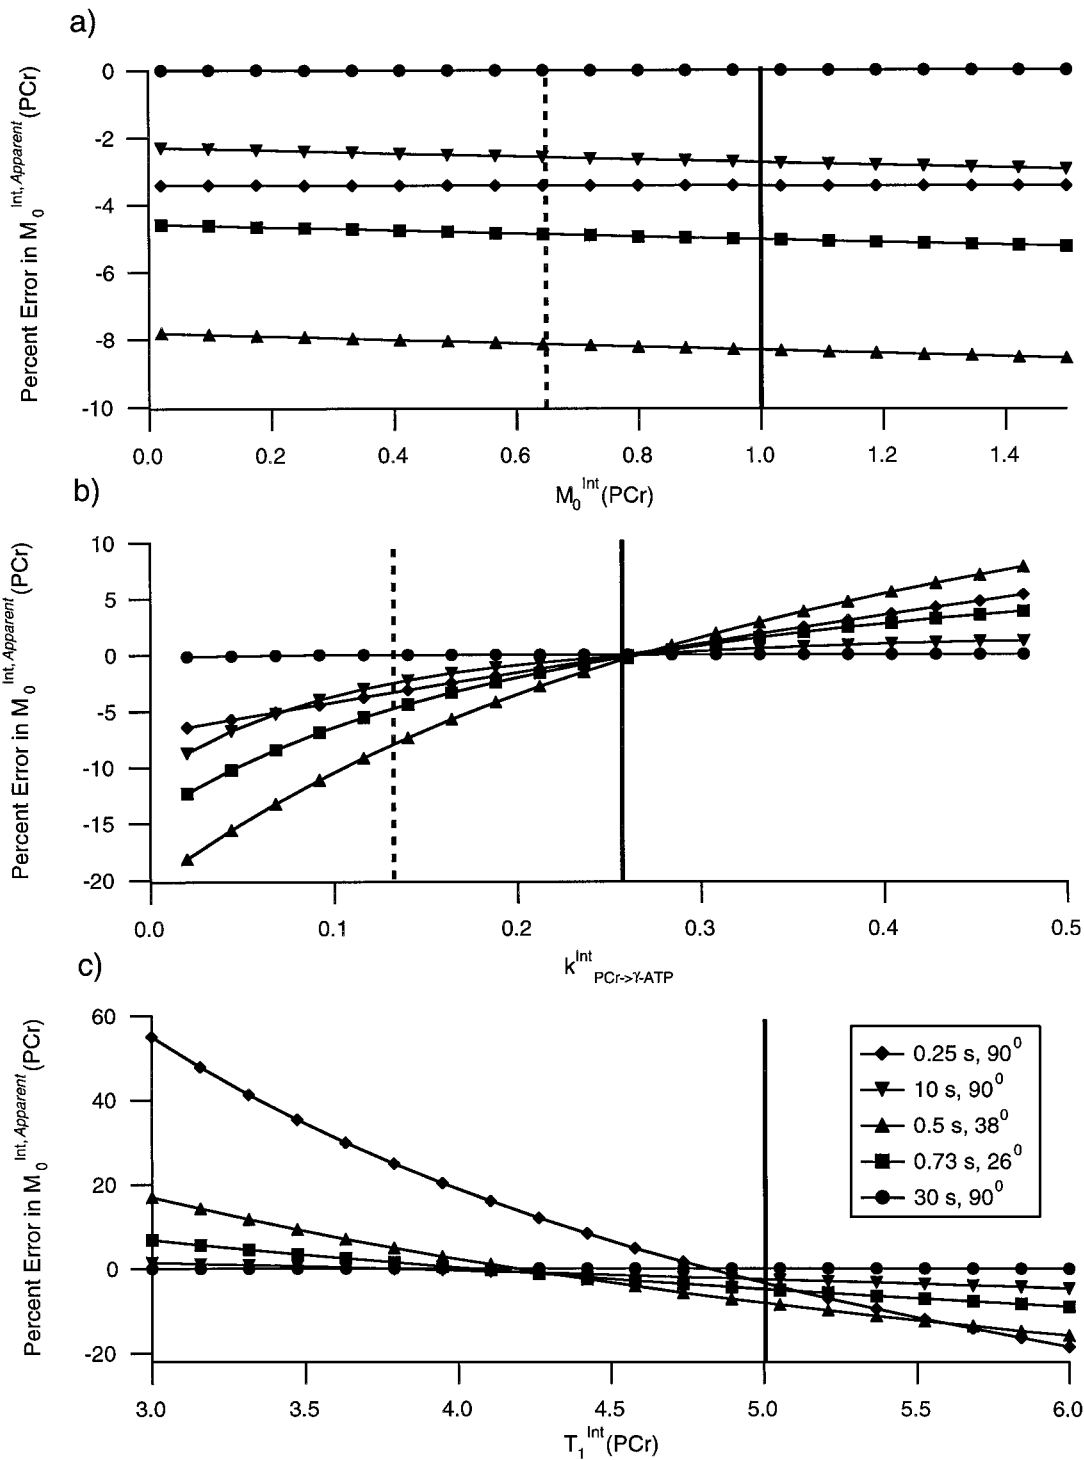 a)
Percent Error in M₀^Int, Apparent (PCr)
0
-2
-4
-6
-8
-10
0.0 0.2 0.4 0.6 0.8 1.0 1.2 1.4
M₀^Int (PCr)
b)
Percent Error in M₀^Int, Apparent (PCr)
10
5
0
-5
-10
-15
-20
0.0 0.1 0.2 0.3 0.4 0.5
k^Int PCr->γ-ATP
c)
Percent Error in M₀^Int, Apparent (PCr)
60
40
20
0
-20
3.0 3.5 4.0 4.5 5.0 5.5 6.0
T₁^Int (PCr)
0.25 s, 90⁰
10 s, 90⁰
0.5 s, 38⁰
0.73 s, 26⁰
30 s, 90⁰